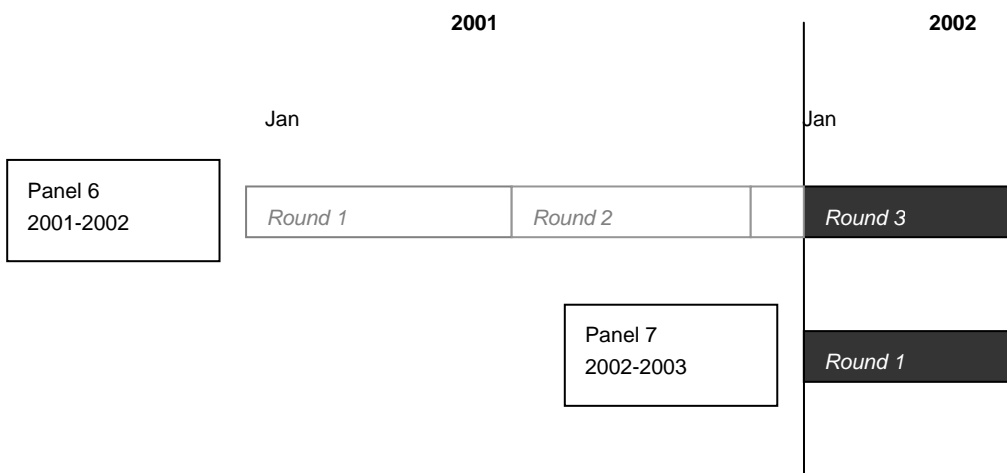 2001
2002
Jan
Jan
Panel 6
2001-2002
Round 1
Round 2
Round 3
Panel 7
2002-2003
Round 1